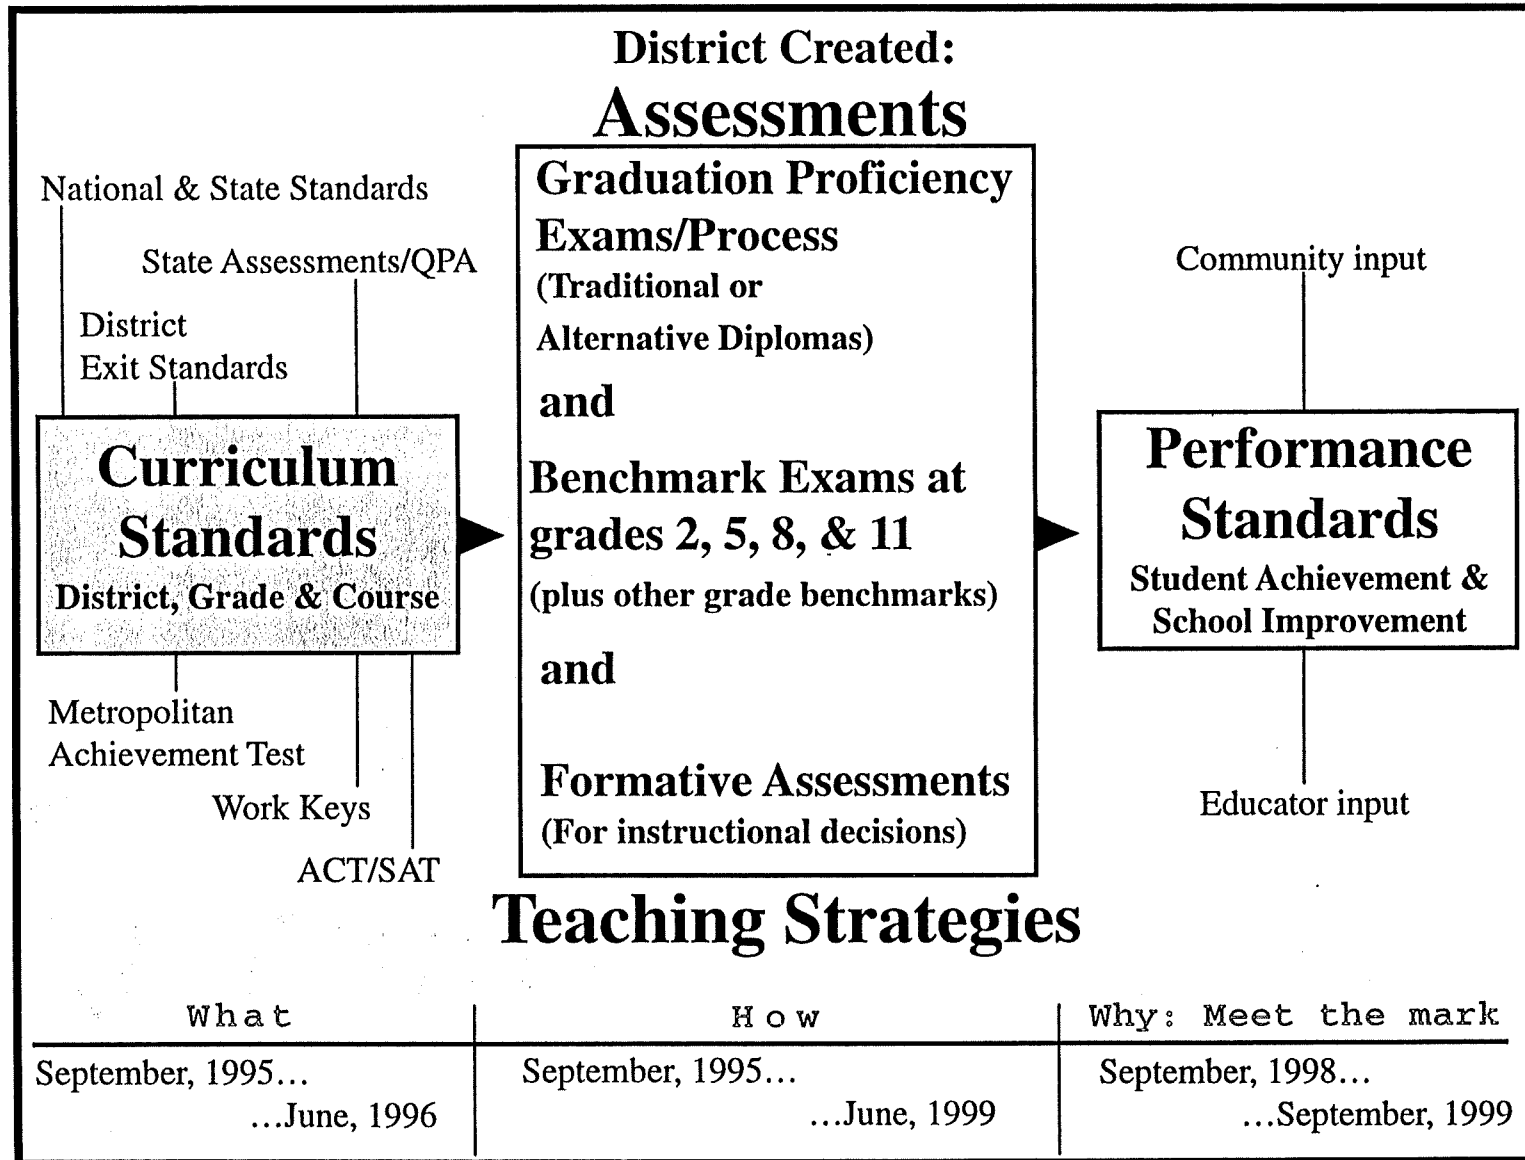 District Created:
Assessments
National & State Standards
State Assessments/QPA
District
Exit Standards
Curriculum
Standards
District, Grade & Course
Metropolitan
Achievement Test
Work Keys
ACT/SAT
Graduation Proficiency
Exams/Process
(Traditional or
Alternative Diplomas)
and
Benchmark Exams at
grades 2, 5, 8, & 11
(plus other grade benchmarks)
and
Formative Assessments
(For instructional decisions)
Community input
Performance
Standards
Student Achievement &
School Improvement
Educator input
Teaching Strategies
What
How
Why: Meet the mark
September, 1995...
...June, 1996
September, 1995...
...June, 1999
September, 1998...
...September, 1999